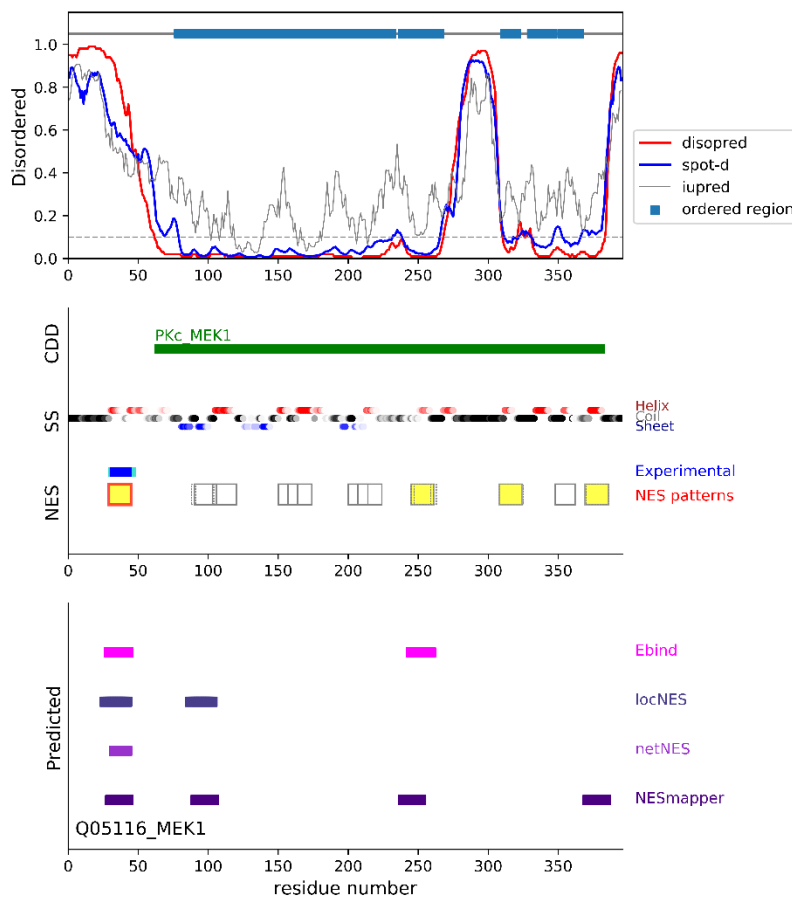 1.0
0.8
0.6
0.4
0.2
0.0
Disordered
0 50 100 150 200 250 300 350
disopred
spot-d
iupred
ordered region
CDD
PKc_MEK1
SS
Helix
Coil
Sheet
NES
Experimental
NES patterns
0 50 100 150 200 250 300 350
Predicted
Ebind
locNES
netNES
NESmapper
Q05116_MEK1
0 50 100 150 200 250 300 350
residue number